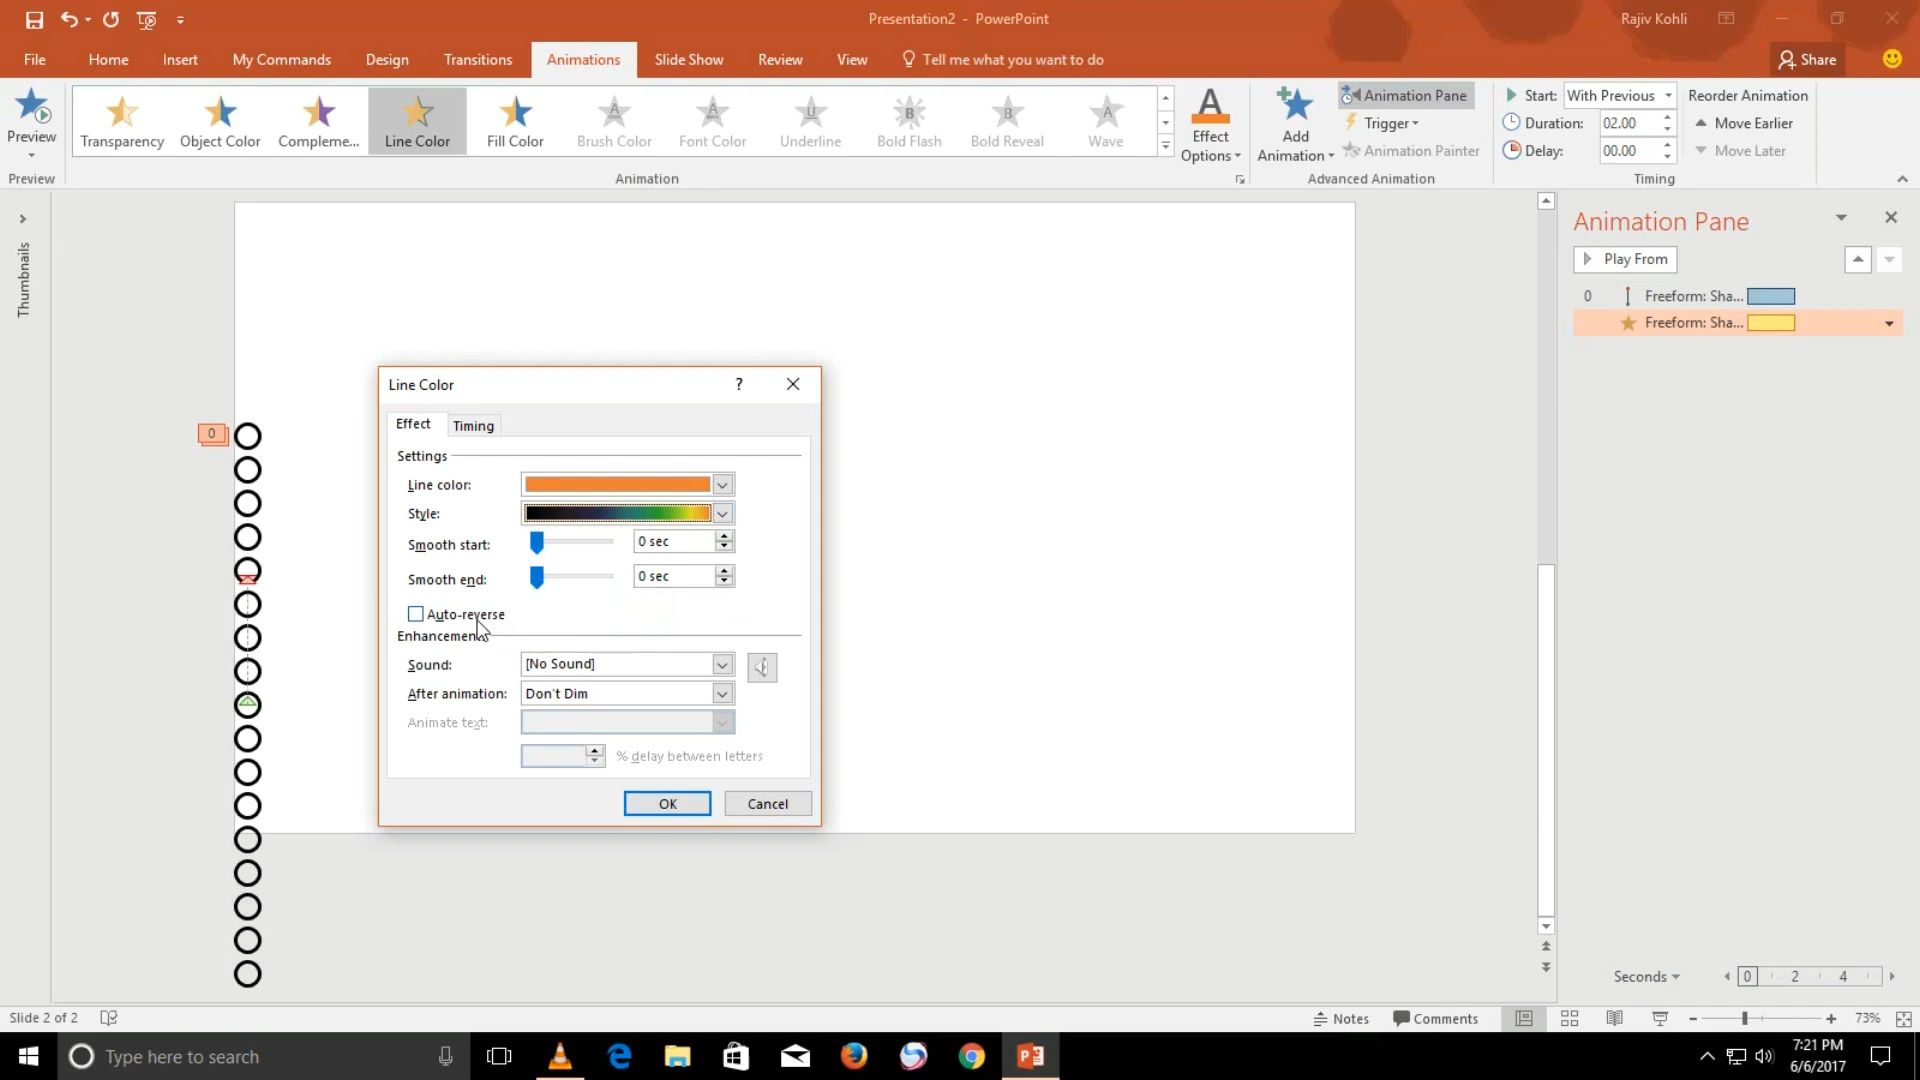 Presentation2 - PowerPoint
Rajiv Kohli
File Home Insert My Commands Design Transitions Animations Slide Show Review View Tell me what you want to do Share
Preview
Preview
Transparency Object Color Compleme... Line Color Fill Color Brush Color Font Color Underline Bold Flash Bold Reveal Wave
Animation
Effect Options
Add Animation
Animation Pane
Trigger
Animation Painter
Advanced Animation
Start: With Previous
Duration: 02.00
Delay: 00.00
Timing
Reorder Animation
Move Earlier
Move Later
Thumbnails
0
Line Color ?
Effect Timing
Settings
Line color:
Style:
Smooth start: 0 sec
Smooth end: 0 sec
Auto-reverse
Enhancement
Sound: [No Sound]
After animation: Don't Dim
Animate text:
% delay between letters
OK Cancel
Animation Pane
Play From
0 Freeform: Sha...
Freeform: Sha...
Seconds 0 2 4
Slide 2 of 2
Notes Comments 73%
Type here to search
7:21 PM
6/6/2017